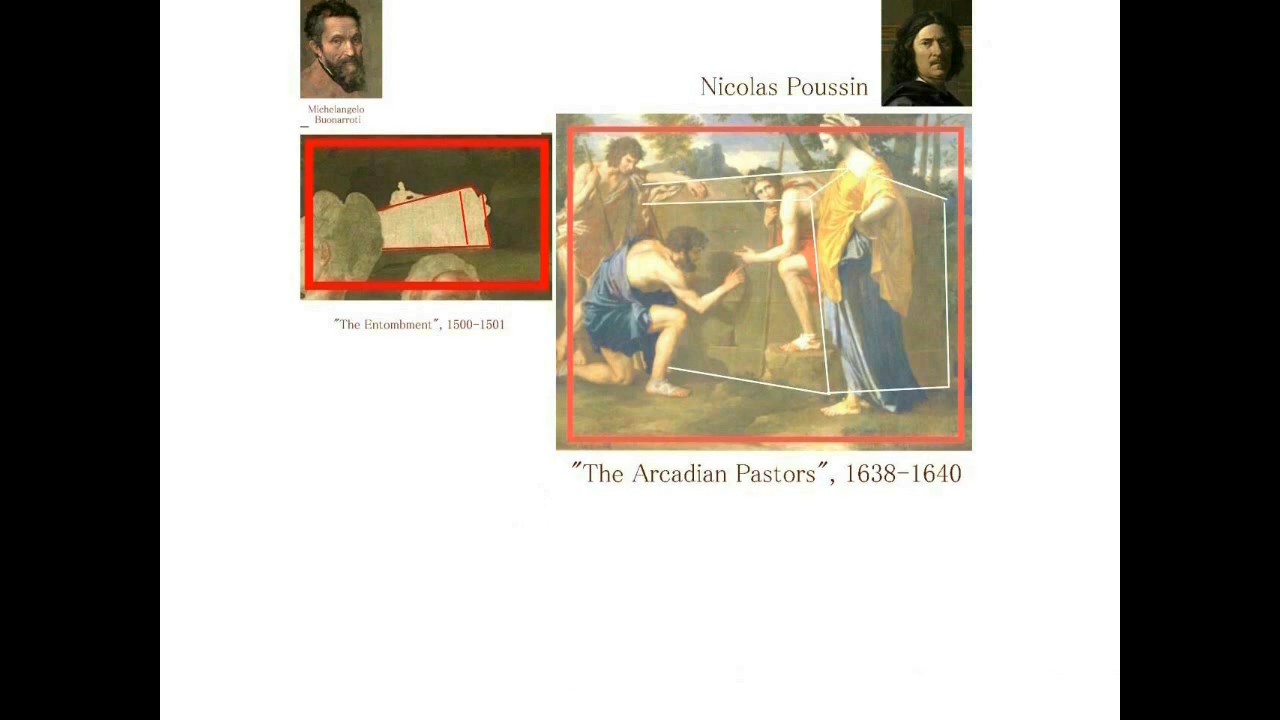 Michelangelo
Buonarroti
Nicolas Poussin
"The Entombment", 1500-1501
"The Arcadian Pastors", 1638-1640